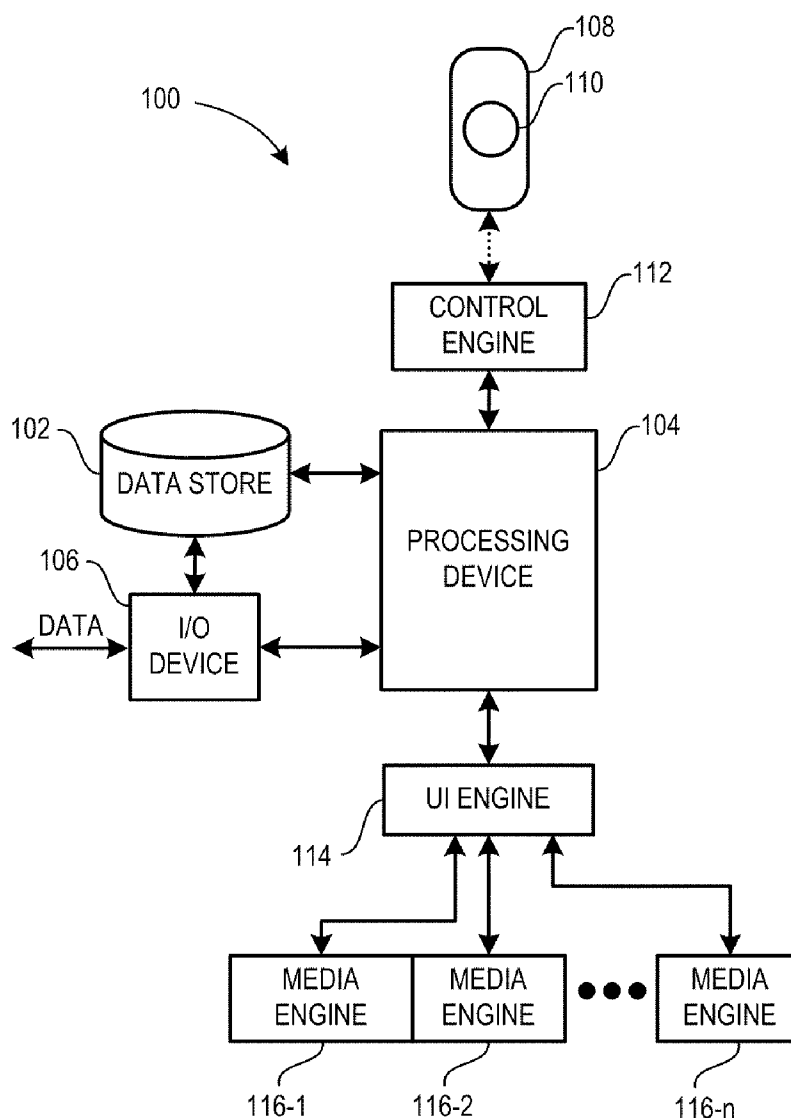 108
100
110
112
CONTROL
ENGINE
102
104
DATA STORE
PROCESSING
DEVICE
106
DATA
I/O
DEVICE
UI ENGINE
114
MEDIA
ENGINE
MEDIA
ENGINE
MEDIA
ENGINE
116-1
116-2
116-n